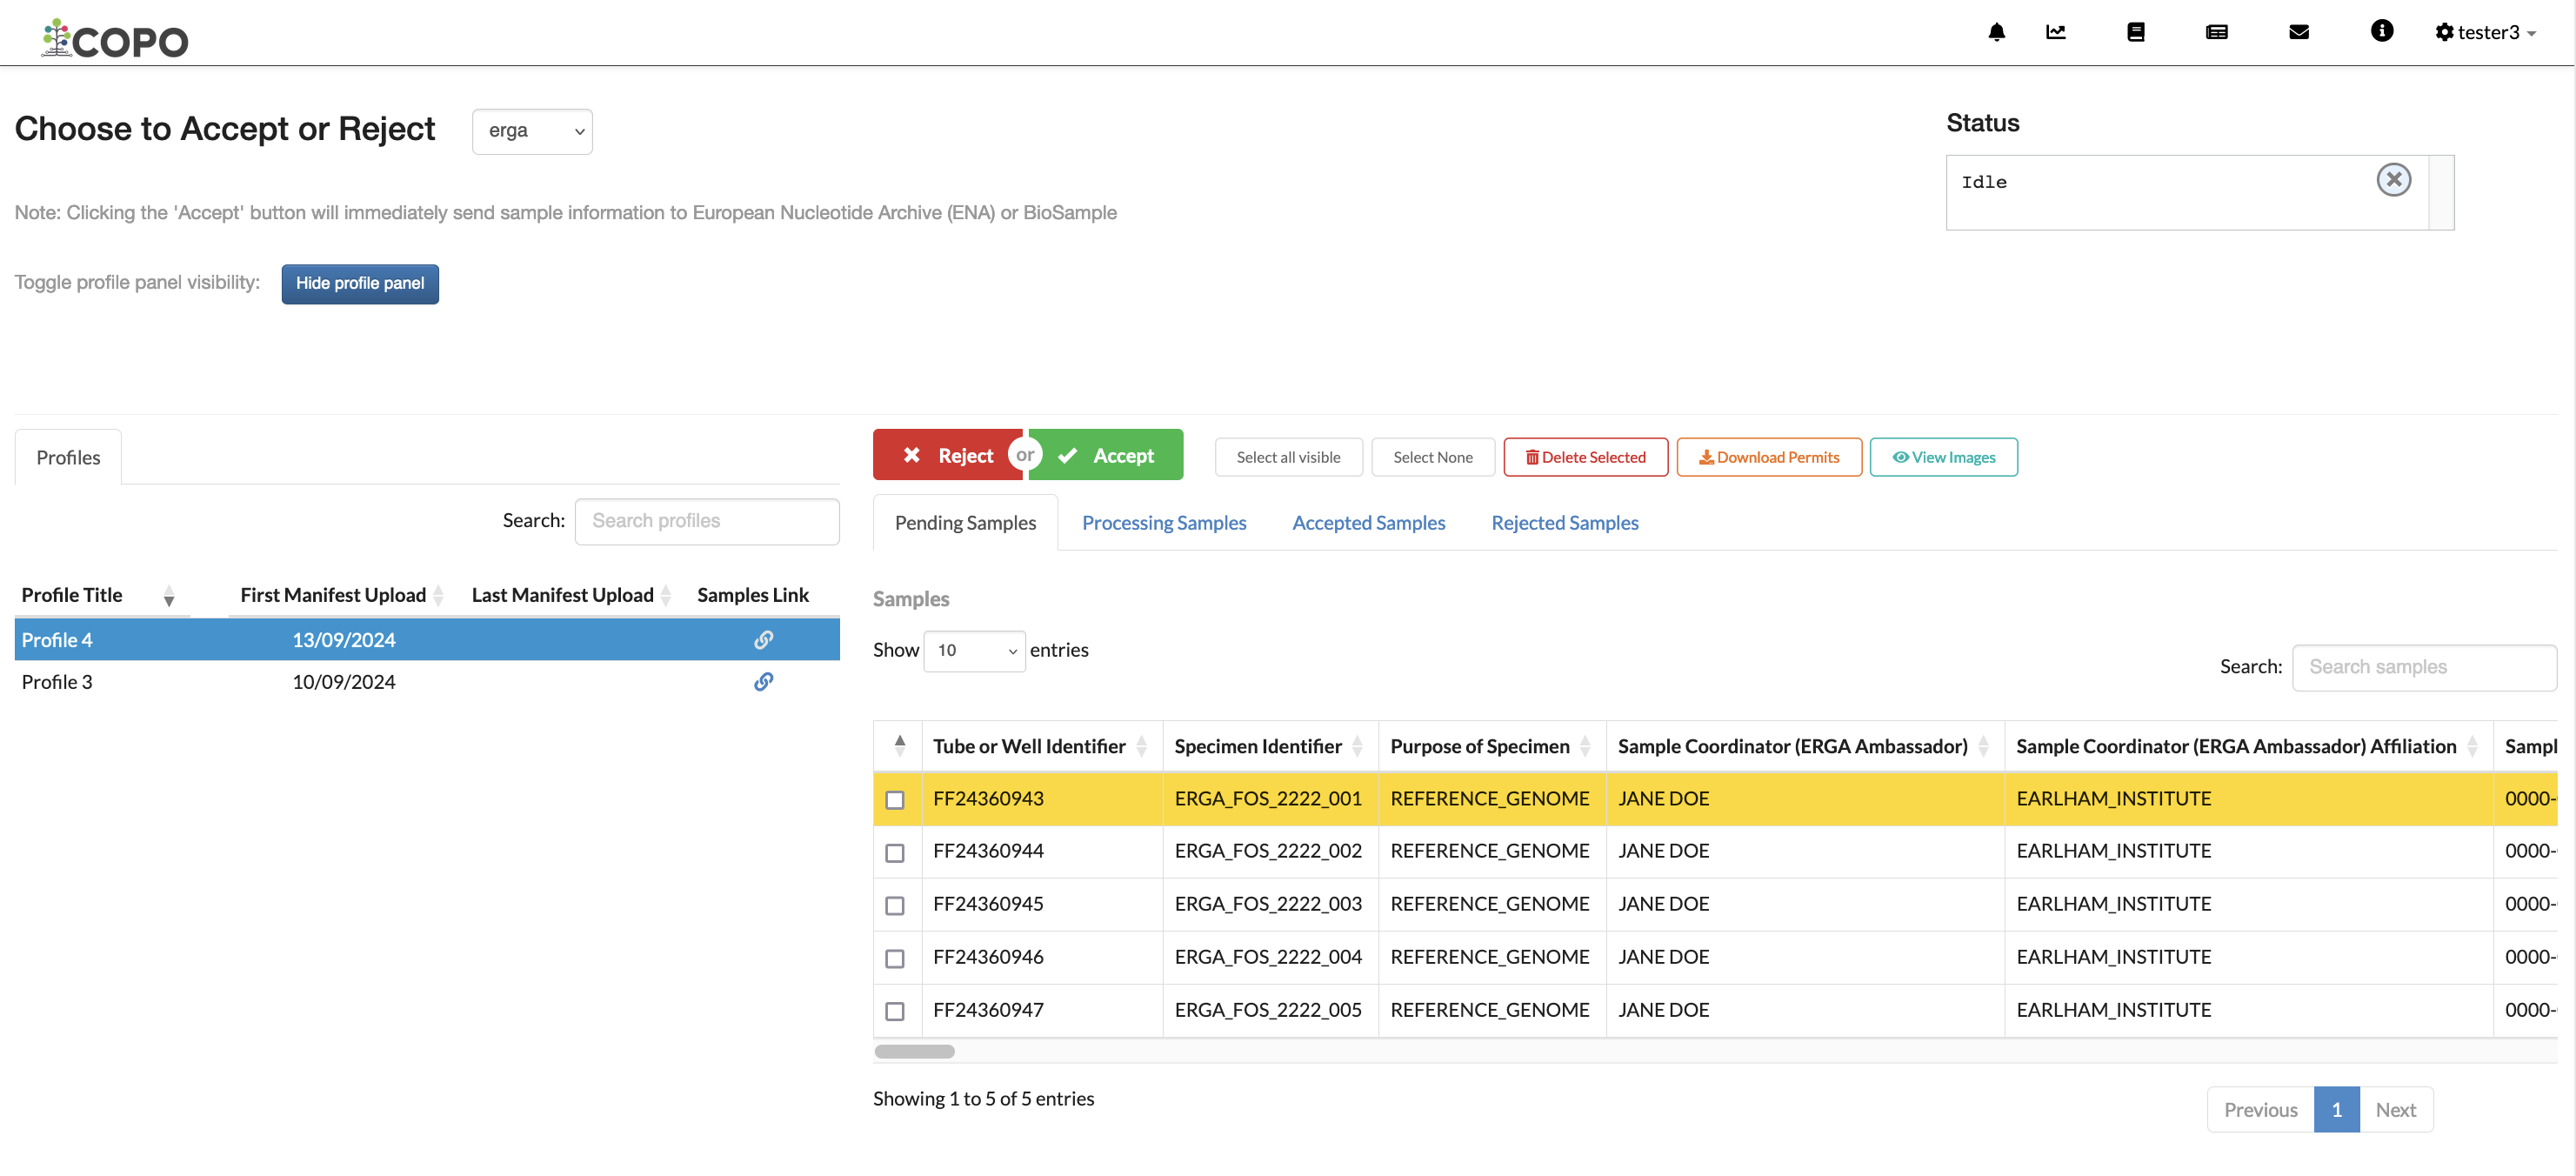 COPO
tester3
Choose to Accept or Reject
erga
Status
Idle
Note: Clicking the 'Accept' button will immediately send sample information to European Nucleotide Archive (ENA) or BioSample
Toggle profile panel visibility:
Hide profile panel
Profiles
Search:
Search profiles
Profile Title First Manifest Upload Last Manifest Upload Samples Link
Profile 4 13/09/2024
Profile 3 10/09/2024
Reject or Accept
Select all visible
Select None
Delete Selected
Download Permits
View Images
Pending Samples
Processing Samples
Accepted Samples
Rejected Samples
Samples
Show 10 entries
Search:
Search samples
Tube or Well Identifier Specimen Identifier Purpose of Specimen Sample Coordinator (ERGA Ambassador) Sample Coordinator (ERGA Ambassador) Affiliation Sampl
FF24360943 ERGA_FOS_2222_001 REFERENCE_GENOME JANE DOE EARLHAM_INSTITUTE 0000-
FF24360944 ERGA_FOS_2222_002 REFERENCE_GENOME JANE DOE EARLHAM_INSTITUTE 0000-
FF24360945 ERGA_FOS_2222_003 REFERENCE_GENOME JANE DOE EARLHAM_INSTITUTE 0000-
FF24360946 ERGA_FOS_2222_004 REFERENCE_GENOME JANE DOE EARLHAM_INSTITUTE 0000-
FF24360947 ERGA_FOS_2222_005 REFERENCE_GENOME JANE DOE EARLHAM_INSTITUTE 0000-
Showing 1 to 5 of 5 entries
Previous 1 Next